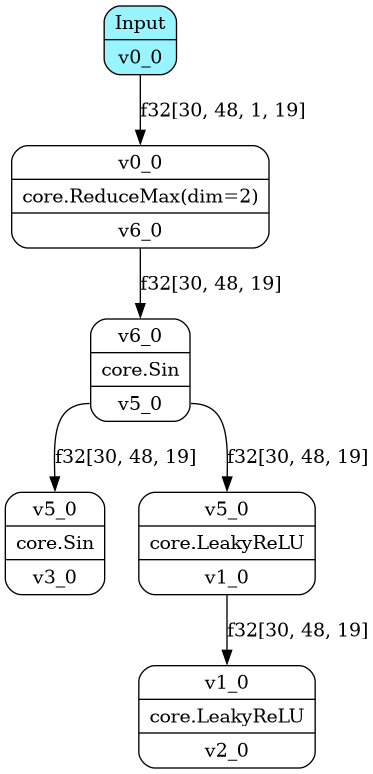 Input
v0_0
f32[30, 48, 1, 19]
v0_0
core.ReduceMax(dim=2)
v6_0
f32[30, 48, 19]
v6_0
core.Sin
v5_0
f32[30, 48, 19]
f32[30, 48, 19]
v5_0
core.Sin
v3_0
v5_0
core.LeakyReLU
v1_0
f32[30, 48, 19]
v1_0
core.LeakyReLU
v2_0